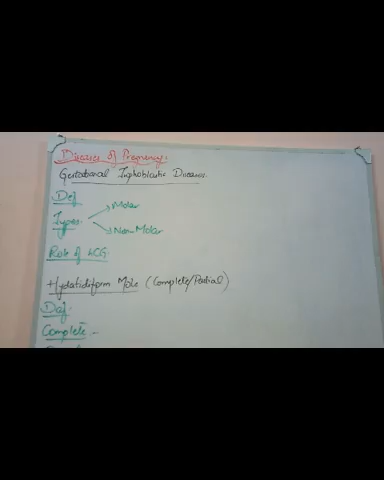 Diseases of Pregnancy:
Gestational Trophoblastic Diseases.
Def
Types → Molar
→ Non Molar
Role of hCG:
Hydatidiform Mole (Complete/Partial)
Def:
Complete -